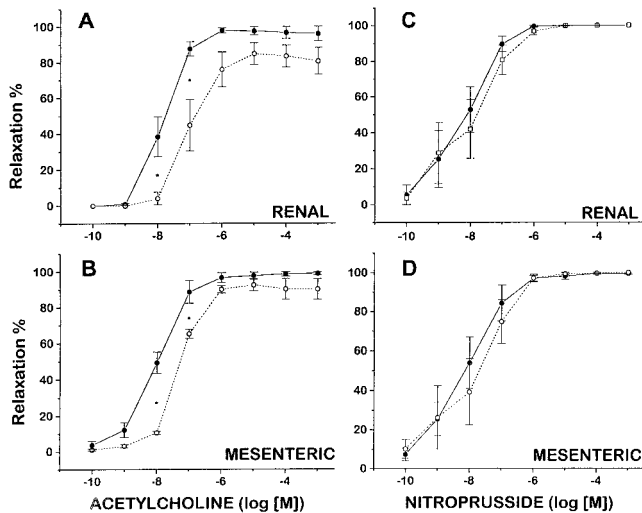 A
Relaxation %
100
80
60
40
20
0
RENAL
-10 -8 -6 -4
C
100
80
60
40
20
0
RENAL
-10 -8 -6 -4
B
Relaxation %
100
80
60
40
20
0
MESENTERIC
-10 -8 -6 -4
ACETYLCHOLINE (log [M])
D
100
80
60
40
20
0
MESENTERIC
-10 -8 -6 -4
NITROPRUSSIDE (log [M])